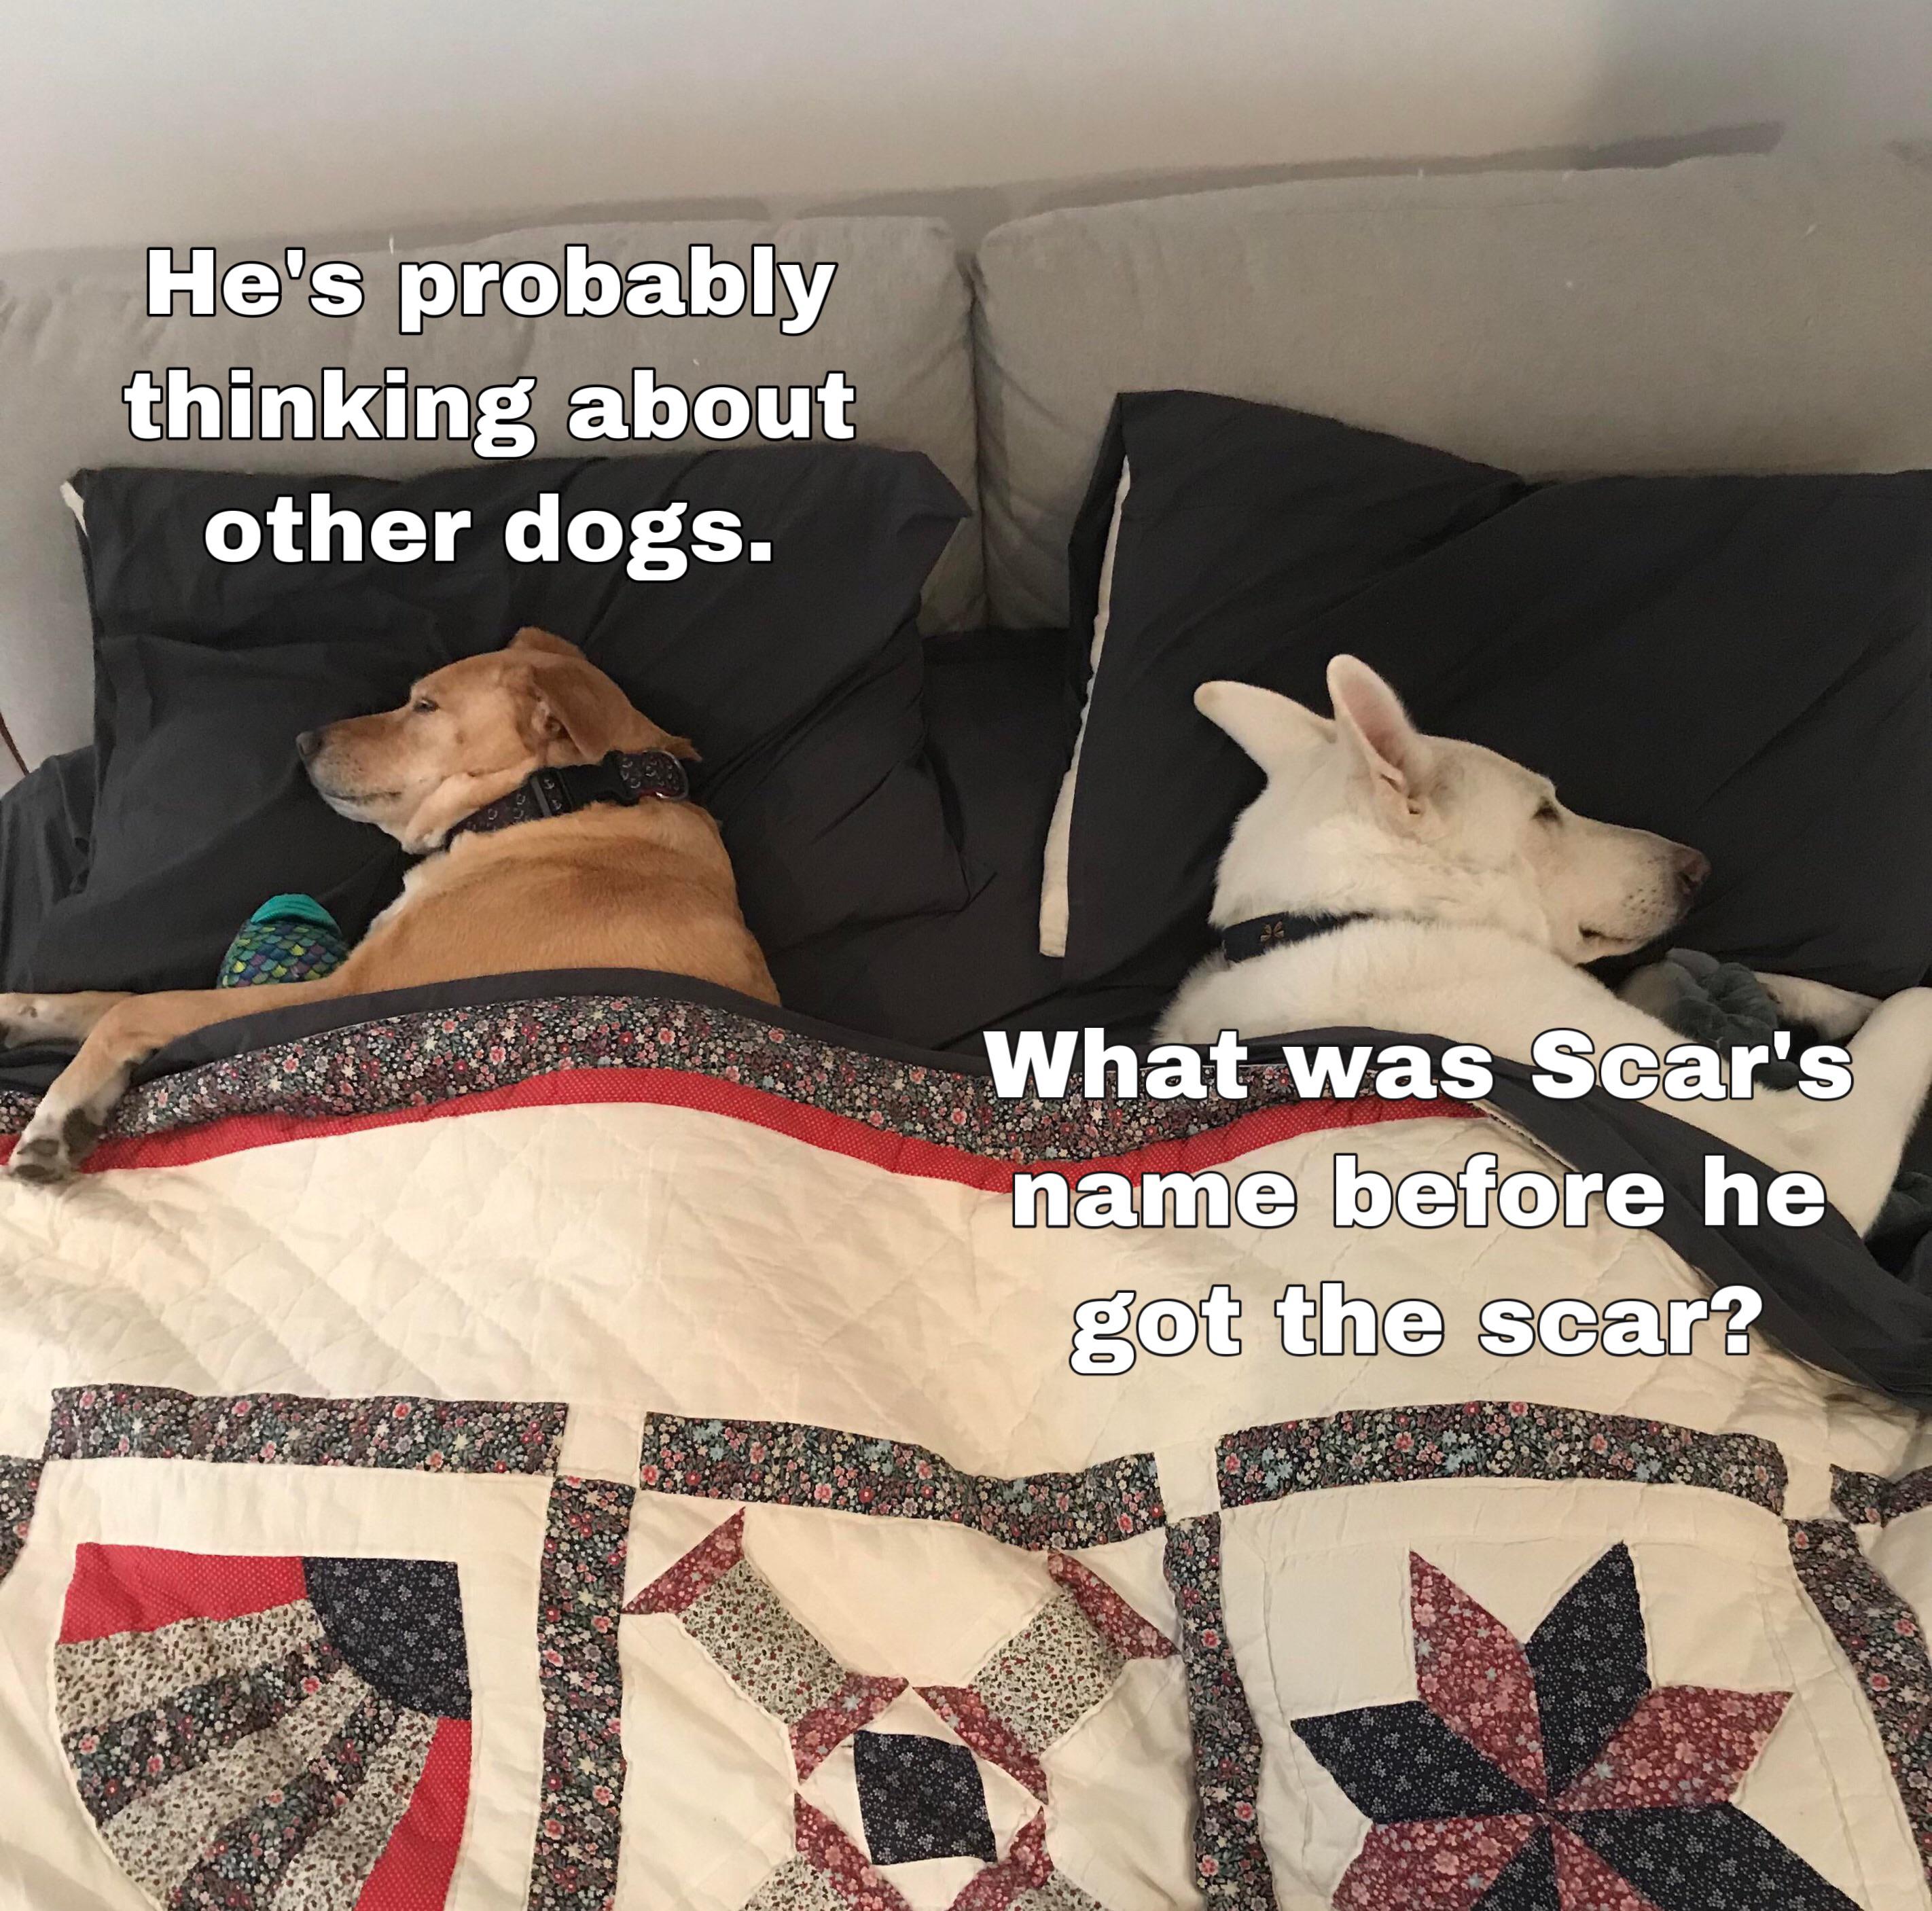 He's probably
thinking about
other dogs.
What was Scar's
name before he
got the scar?